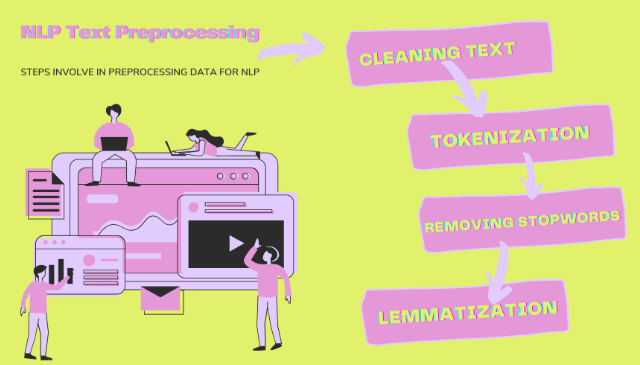 NLP Text Preprocessing
STEPS INVOLVE IN PREPROCESSING DATA FOR NLP
CLEANING TEXT
TOKENIZATION
REMOVING STOPWORDS
LEMMATIZATION